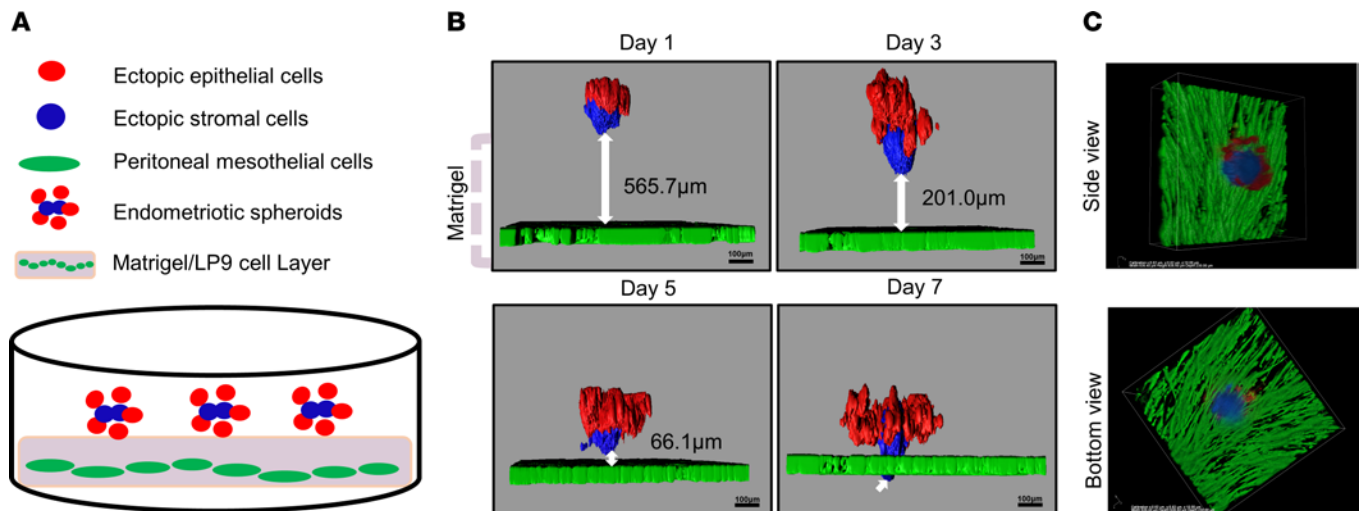 A
Ectopic epithelial cells
Ectopic stromal cells
Peritoneal mesothelial cells
Endometriotic spheroids
Matrigel/LP9 cell Layer
B
Day 1
Day 3
Matrigel
565.7μm
201.0μm
100μm
100μm
Day 5
Day 7
66.1μm
100μm
100μm
C
Side view
Bottom view